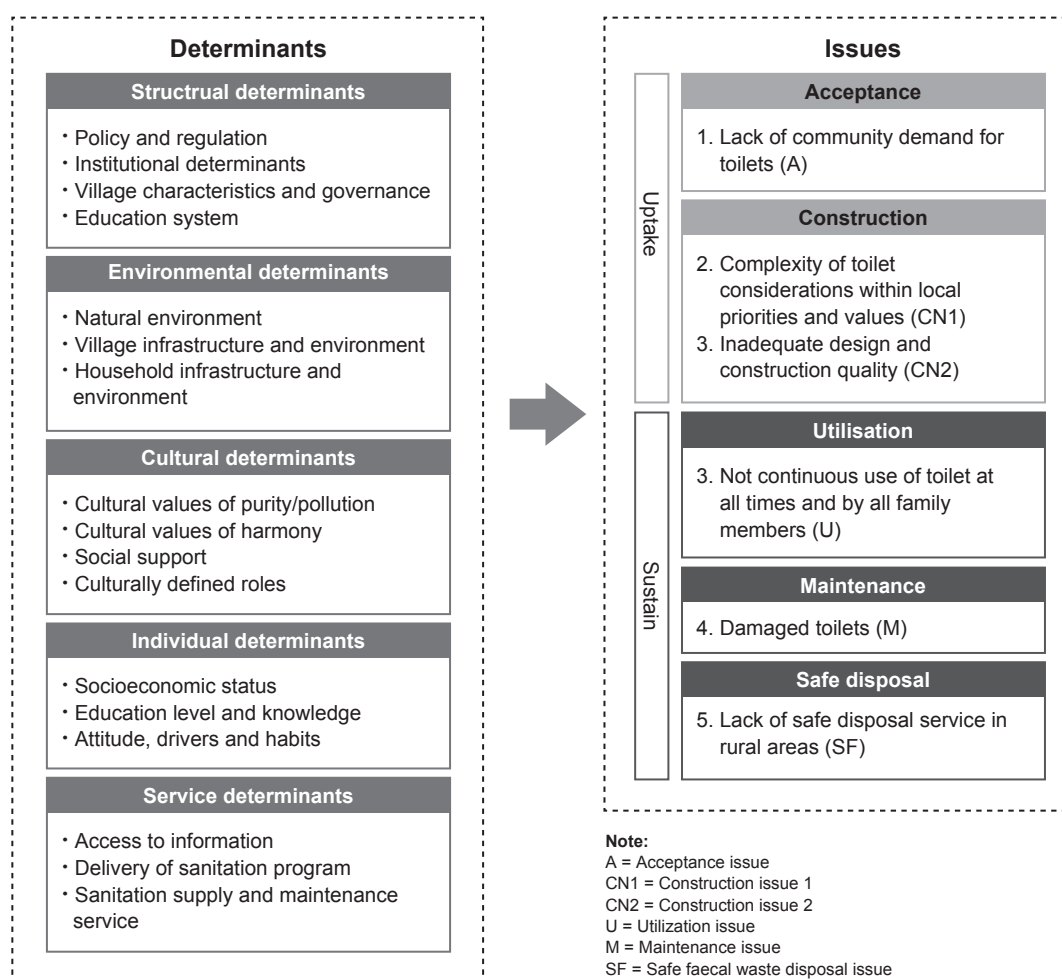 Determinants
Structrual determinants
・Policy and regulation
・Institutional determinants
・Village characteristics and governance
・Education system
Environmental determinants
・Natural environment
・Village infrastructure and environment
・Household infrastructure and
environment
Cultural determinants
・Cultural values of purity/pollution
・Cultural values of harmony
・Social support
・Culturally defined roles
Individual determinants
・Socioeconomic status
・Education level and knowledge
・Attitude, drivers and habits
Service determinants
・Access to information
・Delivery of sanitation program
・Sanitation supply and maintenance
service
Issues
Uptake
Acceptance
1. Lack of community demand for
toilets (A)
Construction
2. Complexity of toilet
considerations within local
priorities and values (CN1)
3. Inadequate design and
construction quality (CN2)
Sustain
Utilisation
3. Not continuous use of toilet at
all times and by all family
members (U)
Maintenance
4. Damaged toilets (M)
Safe disposal
5. Lack of safe disposal service in
rural areas (SF)
Note:
A = Acceptance issue
CN1 = Construction issue 1
CN2 = Construction issue 2
U = Utilization issue
M = Maintenance issue
SF = Safe faecal waste disposal issue